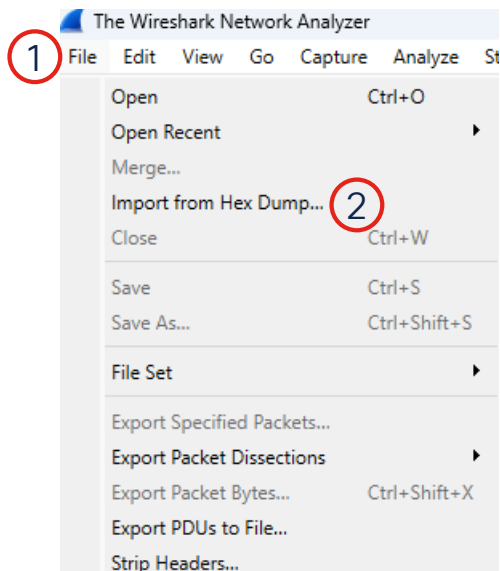 The Wireshark Network Analyzer
1 File Edit View Go Capture Analyze St
Open Ctrl+O
Open Recent
Merge...
Import from Hex Dump... 2
Close Ctrl+W
Save Ctrl+S
Save As... Ctrl+Shift+S
File Set
Export Specified Packets...
Export Packet Dissections
Export Packet Bytes... Ctrl+Shift+X
Export PDUs to File...
Strip Headers...